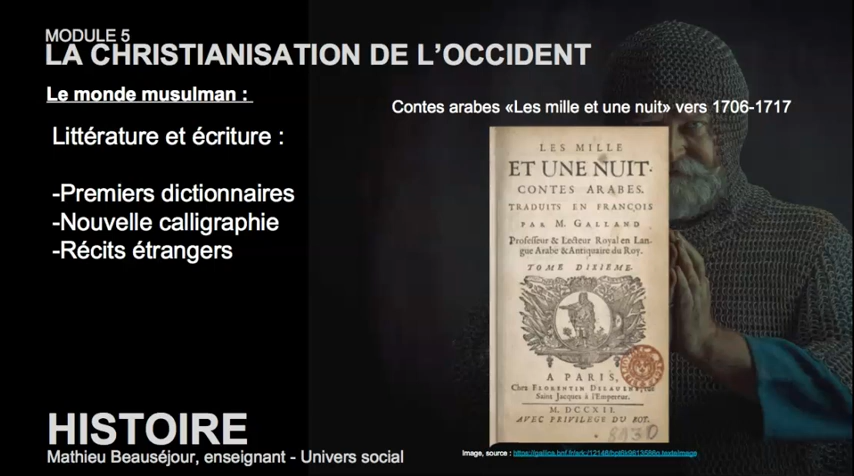 MODULE 5
LA CHRISTIANISATION DE L’OCCIDENT
Le monde musulman :
Littérature et écriture :
-Premiers dictionnaires
-Nouvelle calligraphie
-Récits étrangers
Contes arabes «Les mille et une nuit» vers 1706-1717
LES MILLE
ET UNE NUIT.
CONTES ARABES.
TRADUITS EN FRANÇOIS
PAR M. GALLAND
Professeur & Lecteur Royal en Lan-
gue Arabe & Antiquaire du Roy.
TOME DIXIEME.
A PARIS,
Chez FLORENTIN
Saint Jacques à l'Empereur.
M. DCCXII.
AVEC PRIVILEGE DU ROY.
HISTOIRE
Mathieu Beauséjour, enseignant - Univers social
Image, source :